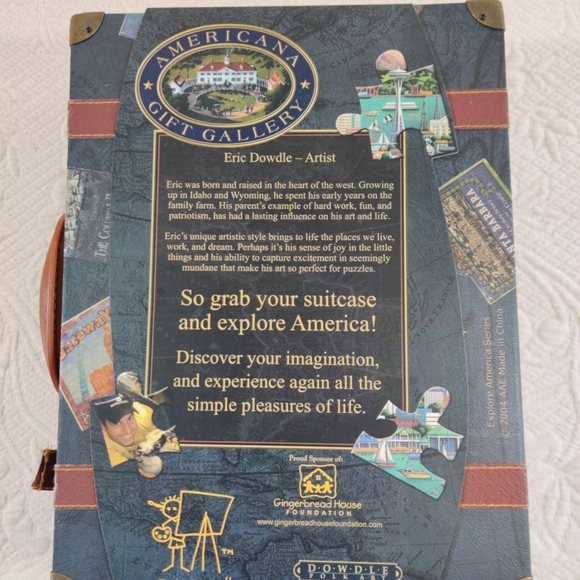 AMERICANA
GIFT GALLERY
Eric Dowdle – Artist
Eric was born and raised in the heart of the west. Growing
up in Idaho and Wyoming, he spent his early years on the
family farm. His parent's example of hard work, fun, and
patriotism, has had a lasting influence on his art and life.
Eric's unique artistic style brings to life the places we live,
work, and dream. Perhaps it's his sense of joy in the little
things and his ability to capture excitement in seemingly
mundane that make his art so perfect for puzzles.
So grab your suitcase
and explore America!
Discover your imagination,
and experience again all the
simple pleasures of life.
BARBARA
Explore America Series
© 2004 AAE Made in China
Proud Sponsor of:
Gingerbread House
FOUNDATION
www.gingerbreadhousefoundation.com
TM
DOWDLE
FOLK ART